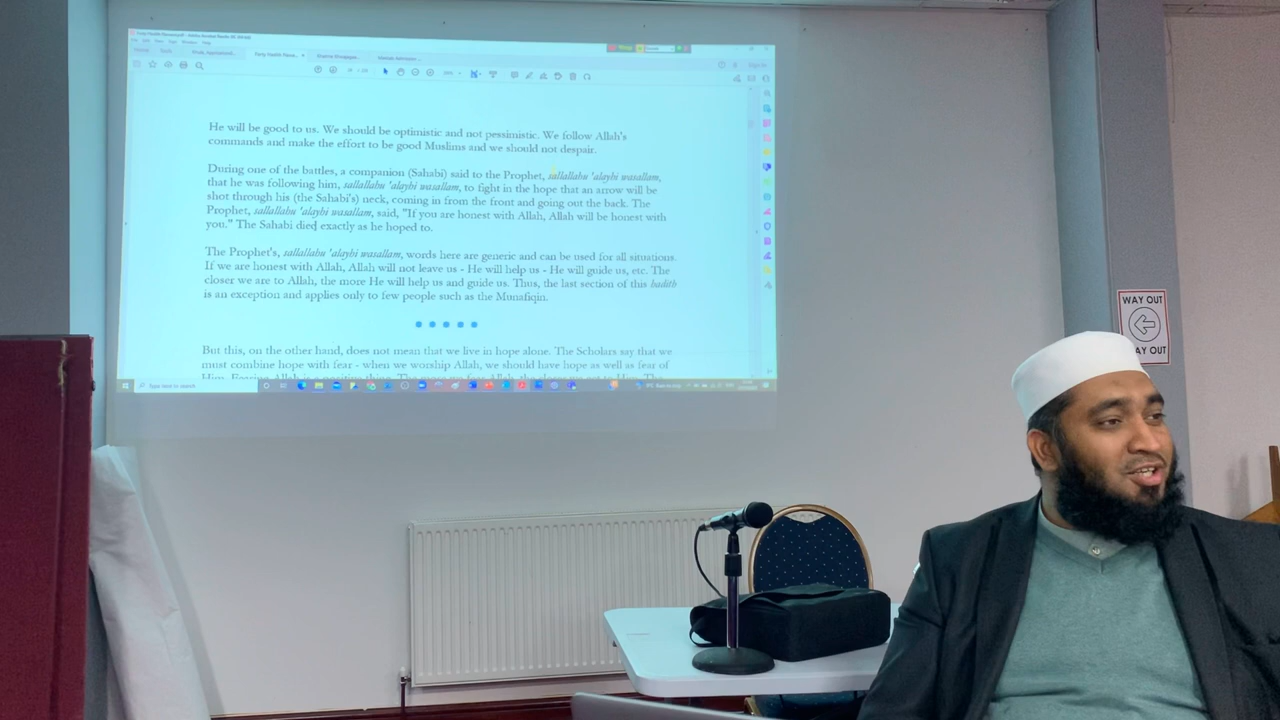 Home Tools
Sign In
He will be good to us. We should be optimistic and not pessimistic. We follow Allah's
commands and make the effort to be good Muslims and we should not despair.
During one of the battles, a companion (Sahabi) said to the Prophet, sallallahu 'alayhi wasallam,
that he was following him, sallallahu 'alayhi wasallam, to fight in the hope that an arrow will be
shot through his (the Sahabi's) neck, coming in from the front and going out the back. The
Prophet, sallallahu 'alayhi wasallam, said, "If you are honest with Allah, Allah will be honest with
you." The Sahabi died exactly as he hoped to.
The Prophet's, sallallahu 'alayhi wasallam, words here are generic and can be used for all situations.
If we are honest with Allah, Allah will not leave us - He will help us - He will guide us, etc. The
closer we are to Allah, the more He will help us and guide us. Thus, the last section of this hadith
is an exception and applies only to few people such as the Munafiqin.
But this, on the other hand, does not mean that we live in hope alone. The Scholars say that we
must combine hope with fear - when we worship Allah, we should have hope as well as fear of
Type here to search
WAY OUT
WAY OUT